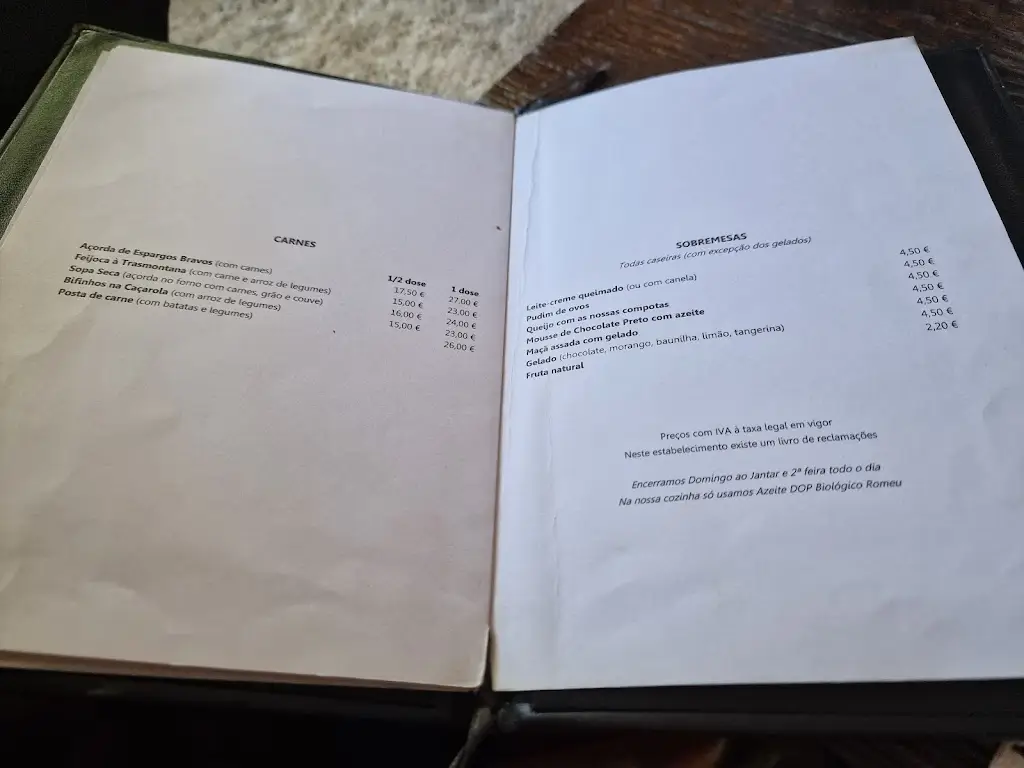 CARNES
1/2 dose 1 dose
Açorda de Espargos Bravos (com carnes) 17,50 € 27,00 €
Feijoca à Trasmontana (com carne e arroz de legumes) 15,00 € 23,00 €
Sopa Seca (açorda no forno com carnes, grão e couve) 16,00 € 24,00 €
Bifinhos na Caçarola (com arroz de legumes) 15,00 € 23,00 €
Posta de carne (com batatas e legumes) 26,00 €
SOBREMESAS
Todas caseiras (com excepção dos gelados)
Leite-creme queimado (ou com canela) 4,50 €
Pudim de ovos 4,50 €
Queijo com as nossas compotas 4,50 €
Mousse de Chocolate Preto com azeite 4,50 €
Maçã assada com gelado 4,50 €
Gelado (chocolate, morango, baunilha, limão, tangerina) 4,50 €
Fruta natural 2,20 €
Preços com IVA à taxa legal em vigor
Neste estabelecimento existe um livro de reclamações
Encerramos Domingo ao Jantar e 2ª feira todo o dia
Na nossa cozinha só usamos Azeite DOP Biológico Romeu